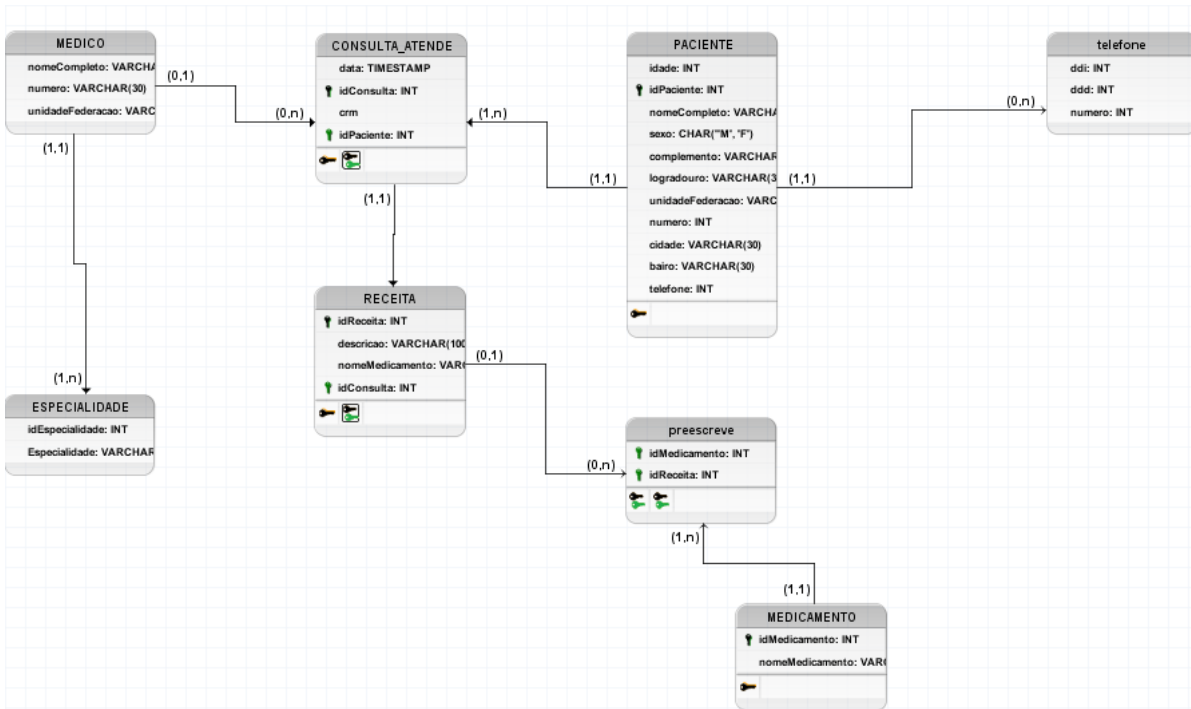 MEDICO
nomeCompleto: VARCHA
numero: VARCHAR(30)
unidadeFederacao: VARC
(0,1)
(0,n)
(1,1)
(1,n)
CONSULTA_ATENDE
data: TIMESTAMP
idConsulta: INT
crm
idPaciente: INT
(1,n)
(1,1)
(1,1)
PACIENTE
idade: INT
idPaciente: INT
nomeCompleto: VARCHA
sexo: CHAR("M", "F")
complemento: VARCHAR
logradouro: VARCHAR(3
unidadeFederacao: VARC
numero: INT
cidade: VARCHAR(30)
bairo: VARCHAR(30)
telefone: INT
(1,1)
(0,n)
telefone
ddi: INT
ddd: INT
numero: INT
RECEITA
idReceita: INT
descricao: VARCHAR(100
nomeMedicamento: VAR
idConsulta: INT
(0,1)
(0,n)
ESPECIALIDADE
idEspecialidade: INT
Especialidade: VARCHAR
preescreve
idMedicamento: INT
idReceita: INT
(1,n)
(1,1)
MEDICAMENTO
idMedicamento: INT
nomeMedicamento: VAR